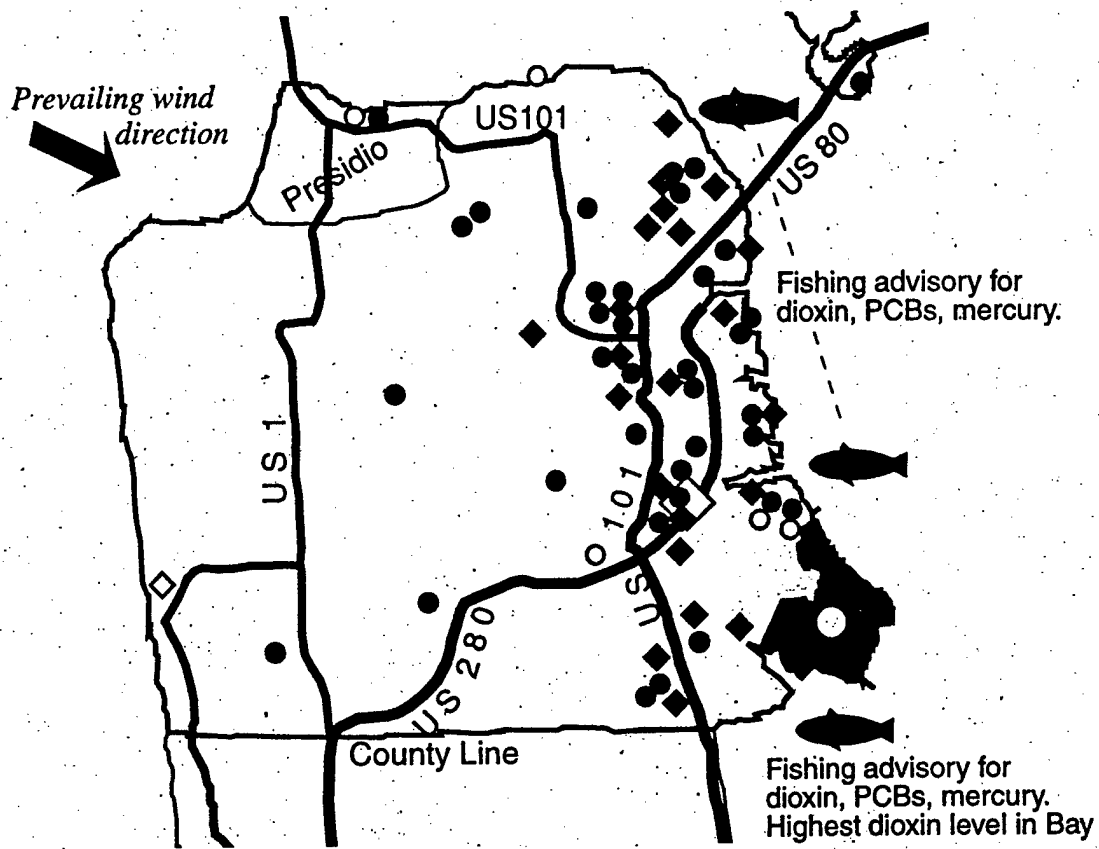 Prevailing wind
direction
US101
Presidio
US 80
Fishing advisory for
dioxin, PCBs, mercury.
US 1
US 101
US 280
County Line
Fishing advisory for
dioxin, PCBs, mercury.
Highest dioxin level in Bay